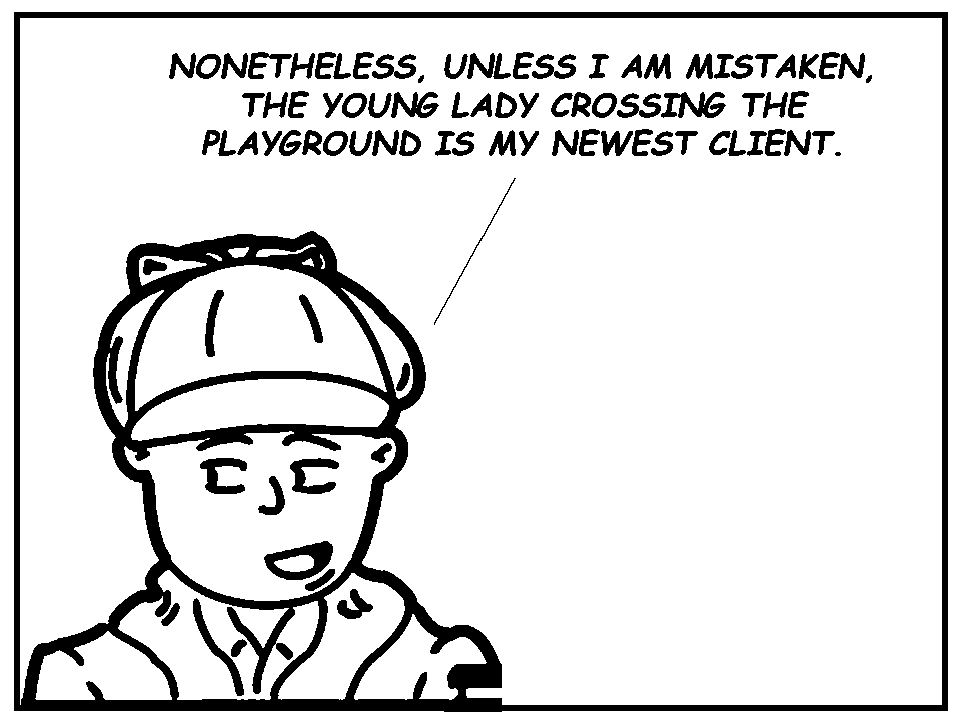 NONETHELESS, UNLESS I AM MISTAKEN,
THE YOUNG LADY CROSSING THE
PLAYGROUND IS MY NEWEST CLIENT.